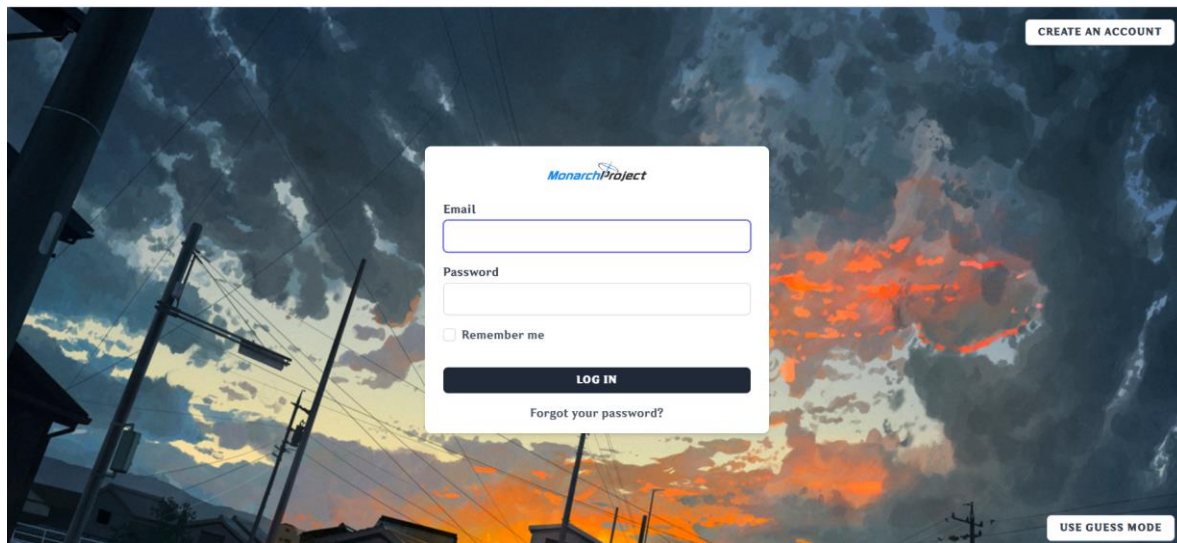 CREATE AN ACCOUNT
MonarchProject
Email
Password
Remember me
LOG IN
Forgot your password?
USE GUESS MODE